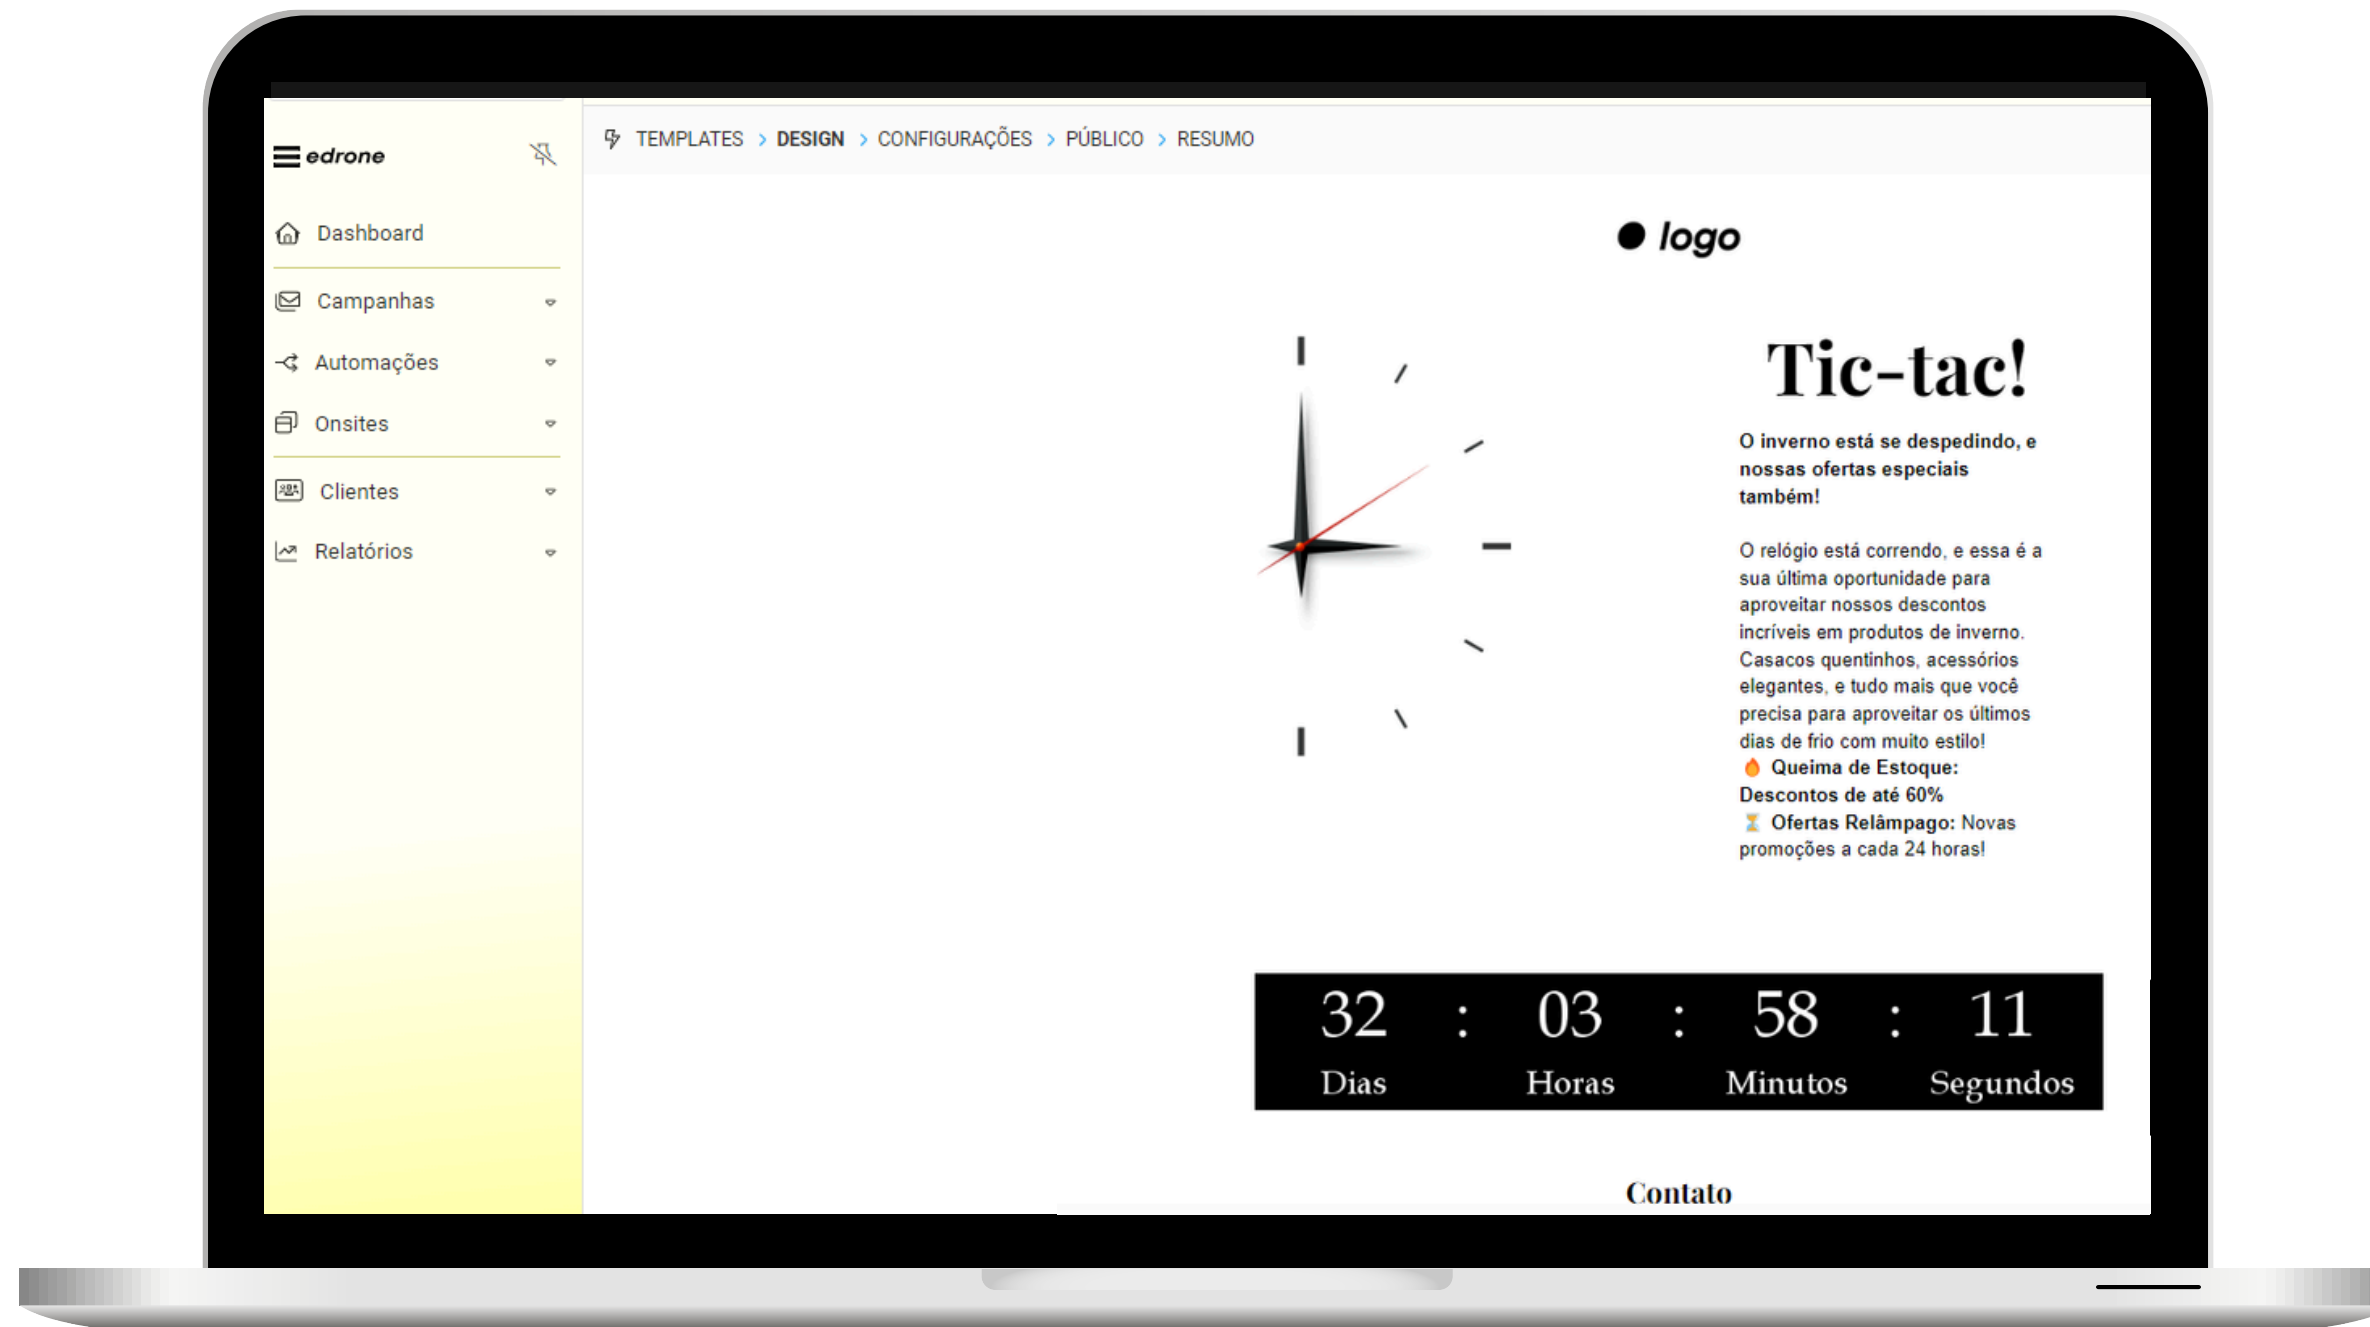 edrone
Dashboard
Campanhas
Automações
Onsites
Clientes
Relatórios
TEMPLATES > DESIGN > CONFIGURAÇÕES > PÚBLICO > RESUMO
logo
Tic-tac!
O inverno está se despedindo, e
nossas ofertas especiais
também!
O relógio está correndo, e essa é a
sua última oportunidade para
aproveitar nossos descontos
incríveis em produtos de inverno.
Casacos quentinhos, acessórios
elegantes, e tudo mais que você
precisa para aproveitar os últimos
dias de frio com muito estilo!
🔥 Queima de Estoque:
Descontos de até 60%
⏳ Ofertas Relâmpago: Novas
promoções a cada 24 horas!
32 : 03 : 58 : 11
Dias Horas Minutos Segundos
Contato